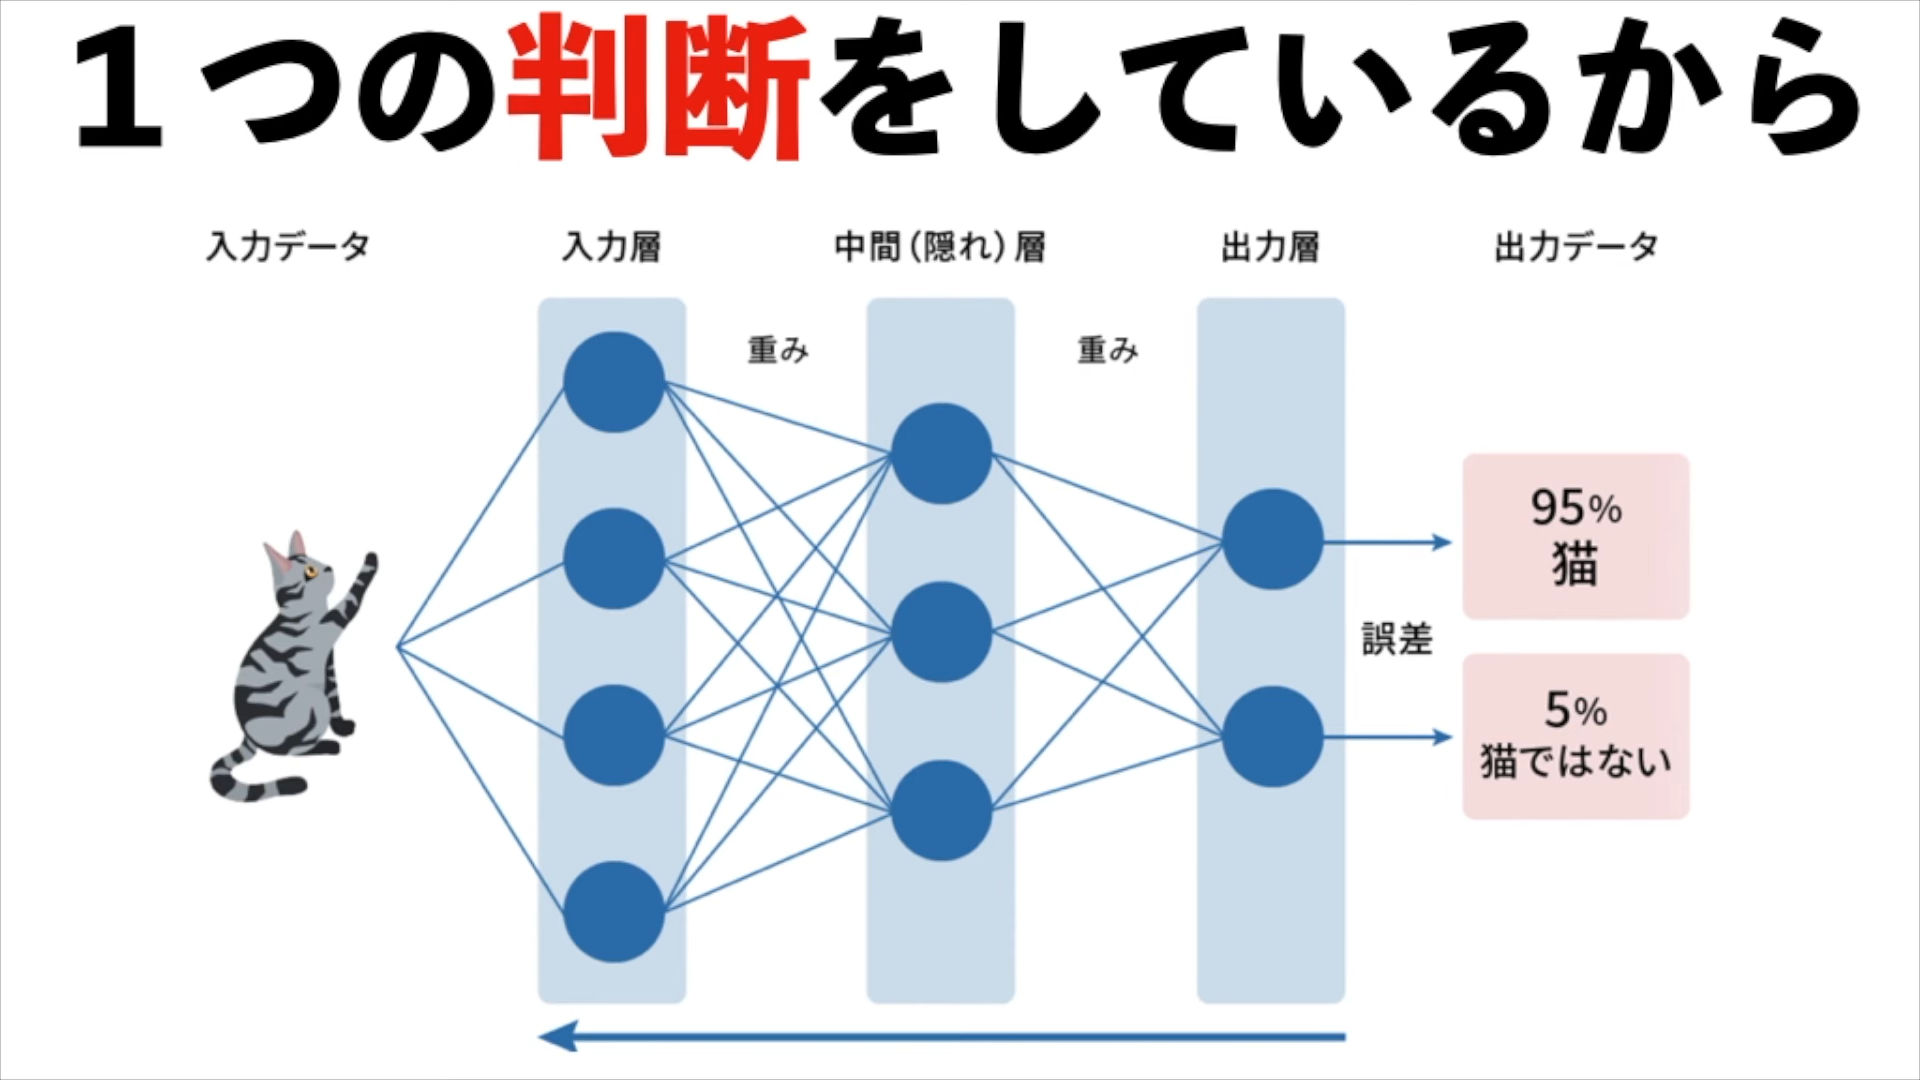 1つの判断をしているから
入力データ
入力層
中間(隠れ)層
出力層
出力データ
重み
重み
95%
猫
誤差
5%
猫ではない